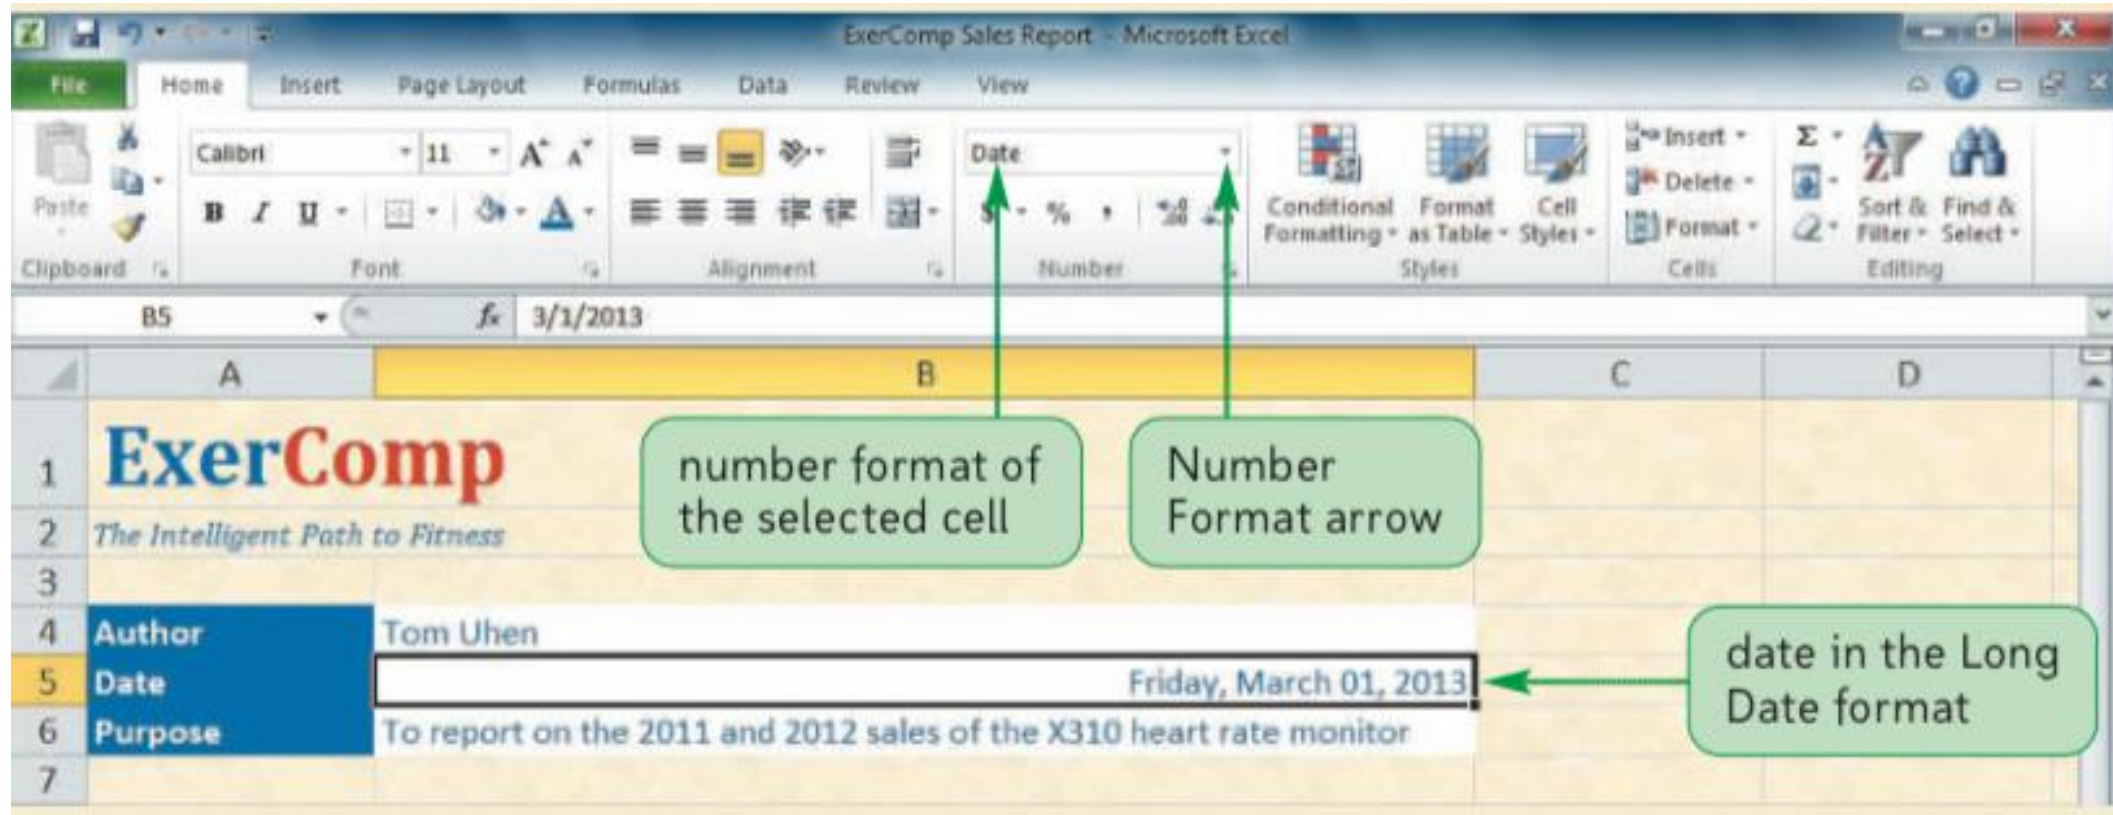 ExerComp Sales Report - Microsoft Excel
File Home Insert Page Layout Formulas Data Review View
Calibri 11 Date
Paste
B I U $ % ,
Conditional Formatting Format as Table Cell Styles
Insert
Delete
Format
Σ
Sort & Filter Find & Select
Clipboard Font Alignment Number Styles Cells Editing
B5 fx 3/1/2013
A B C D
1 ExerComp
2 The Intelligent Path to Fitness
3
4 Author Tom Uhen
5 Date Friday, March 01, 2013
6 Purpose To report on the 2011 and 2012 sales of the X310 heart rate monitor
7
number format of
the selected cell
Number
Format arrow
date in the Long
Date format